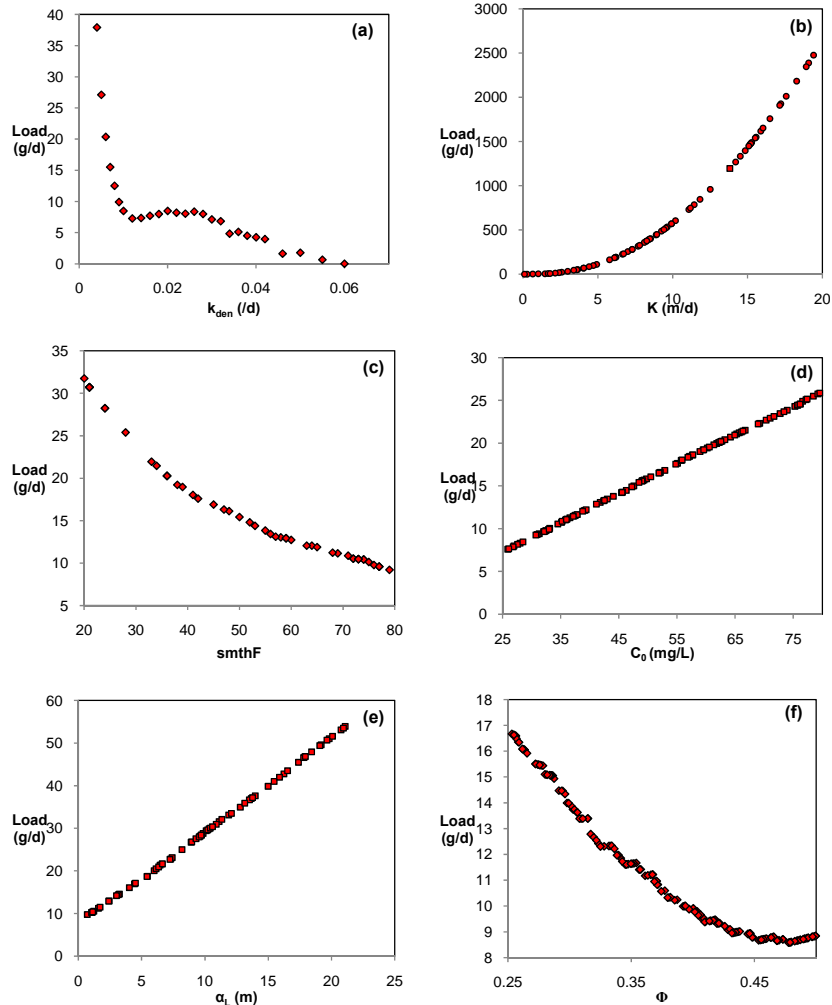 (a)
40
35
30
25
20
15
10
5
0
Load
(g/d)
0 0.02 0.04 0.06
k_den (/d)
(b)
3000
2500
2000
1500
1000
500
0
Load
(g/d)
0 5 10 15 20
K (m/d)
(c)
35
30
25
20
15
10
5
Load
(g/d)
20 30 40 50 60 70 80
smthF
(d)
30
25
20
15
10
5
0
Load
(g/d)
25 35 45 55 65 75
C₀ (mg/L)
(e)
60
50
40
30
20
10
0
Load
(g/d)
0 5 10 15 20 25
α_L (m)
(f)
18
17
16
15
14
13
12
11
10
9
8
Load
(g/d)
0.25 0.35 0.45
Φ